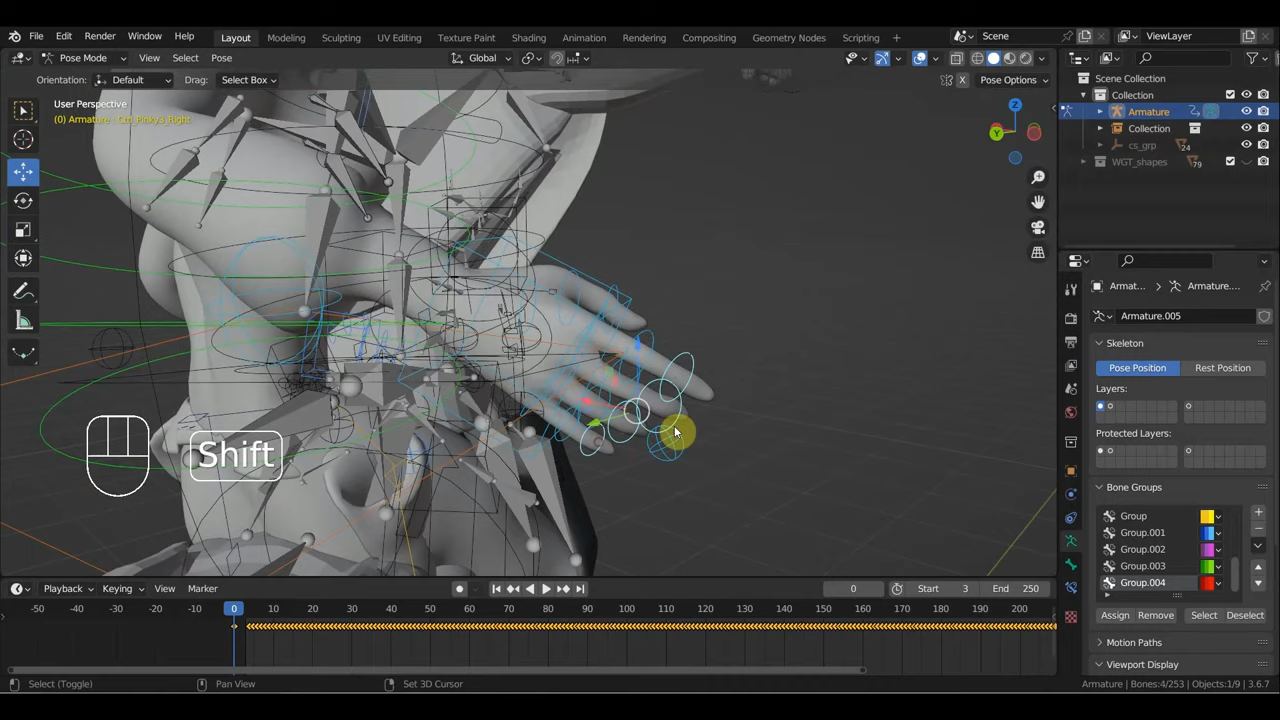 File Edit Render Window Help Layout Modeling Sculpting UV Editing Texture Paint Shading Animation Rendering Compositing Geometry Nodes Scripting Scene ViewLayer
Pose Mode View Select Pose Global
Orientation: Default Drag: Select Box X Pose Options
User Perspective
(0) Armature : Ctrl_Pinky3_Right
Z
Y
Scene Collection
Collection
Armature
Collection
cs_grp 24
WGT_shapes 79
Armat... Armature....
Armature.005
Skeleton
Pose Position Rest Position
Layers:
Protected Layers:
Bone Groups
Group
Group.001
Group.002
Group.003
Group.004
Assign Remove Select Deselect
Motion Paths
Viewport Display
Shift
Playback Keying View Marker 0 Start 3 End 250
-50 -40 -30 -20 -10 0 10 20 30 40 50 60 70 80 90 100 110 120 130 140 150 160 170 180 190 200
Select (Toggle) Pan View Set 3D Cursor Armature | Bones:4/253 | Objects:1/9 | 3.6.7